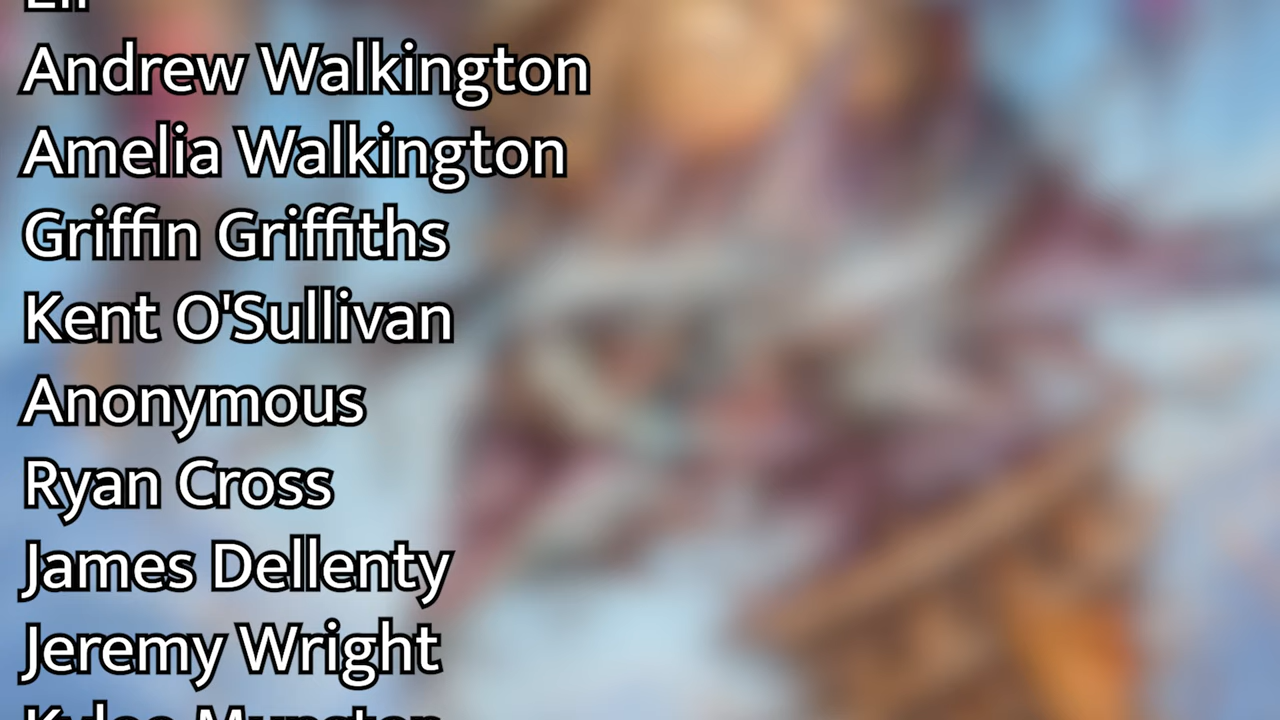 Andrew Walkington
Amelia Walkington
Griffin Griffiths
Kent O'Sullivan
Anonymous
Ryan Cross
James Dellenty
Jeremy Wright